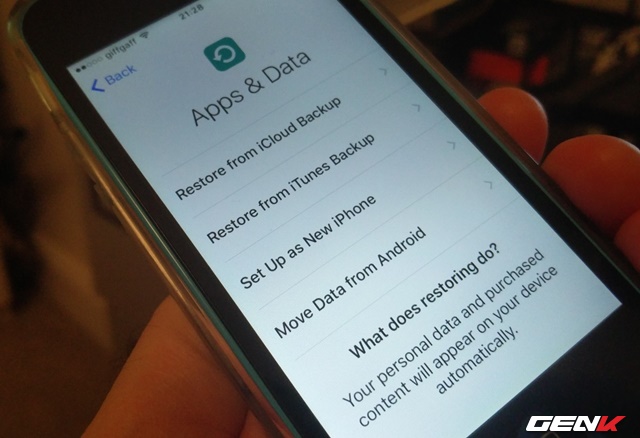 giffgaff 21:28
Back
Apps & Data
Restore from iCloud Backup
Restore from iTunes Backup
Set Up as New iPhone
Move Data from Android
What does restoring do?
Your personal data and purchased
content will appear on your device
automatically.
GENK